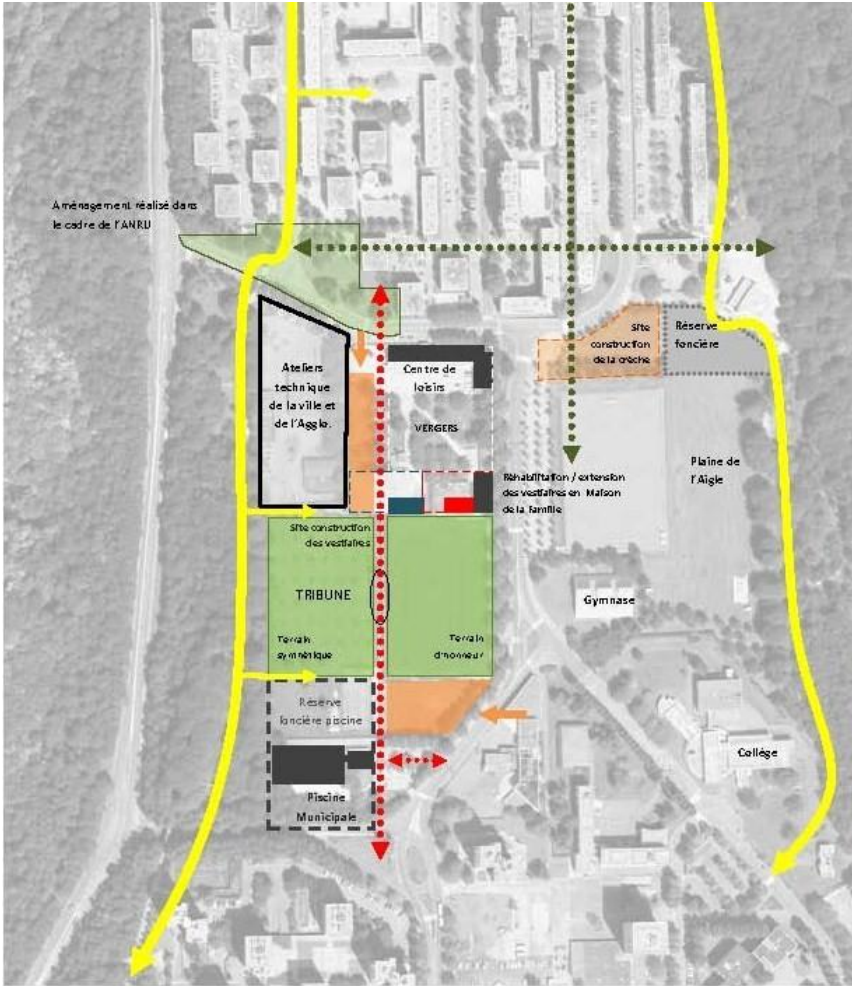 Aménagement réalisé dans
le cadre de l'ANRU
Site
construction
de la crèche
Réserve
foncière
Ateliers
technique
de la ville et
de l'Agglo.
Centre de
loisirs
VERGERS
Plaine de
l'Aigle
Réhabilitation / extension
des vestiaires en Maison
de la famille
Site construction
des vestiaires
TRIBUNE
Gymnase
Terrain
symétrique
Terrain
d'honneur
Réserve
foncière piscine
Collège
Piscine
Municipale